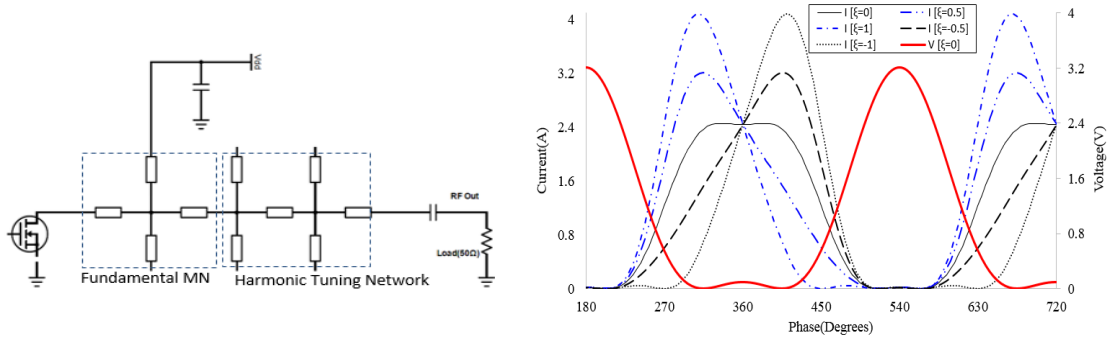 Vdd
RF Out
Load(50Ω)
Fundamental MN
Harmonic Tuning Network
I [ξ=0]
I [ξ=0.5]
I [ξ=1]
I [ξ=-0.5]
I [ξ=-1]
V [ξ=0]
4
3.2
2.4
1.6
0.8
0
Current(A)
4
3.2
2.4
1.6
0.8
0
Voltage(V)
180
270
360
450
540
630
720
Phase(Degrees)